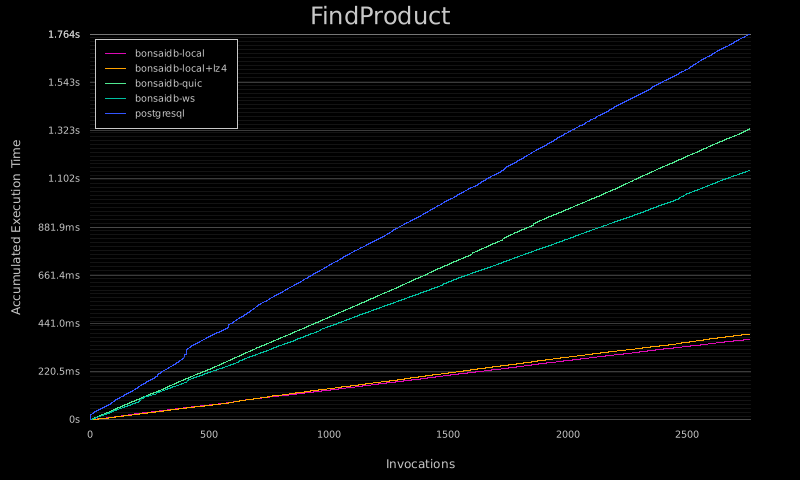 FindProduct
1.764s
1.543s
1.323s
1.102s
881.9ms
661.4ms
441.0ms
220.5ms
0s
Accumulated Execution Time
bonsaidb-local
bonsaidb-local+lz4
bonsaidb-quic
bonsaidb-ws
postgresql
0
500
1000
1500
2000
2500
Invocations